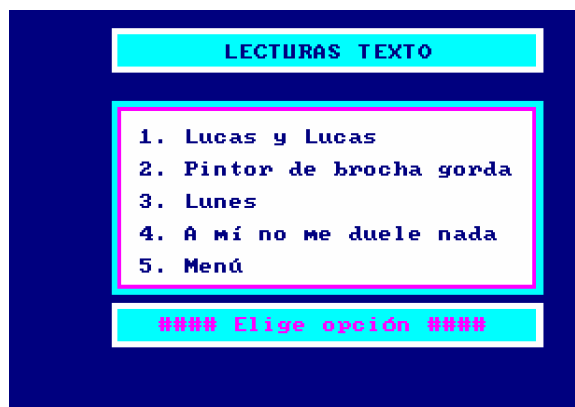 LECTURAS TEXTO
1. Lucas y Lucas
2. Pintor de brocha gorda
3. Lunes
4. A mí no me duele nada
5. Menú
#### Elige opción ####